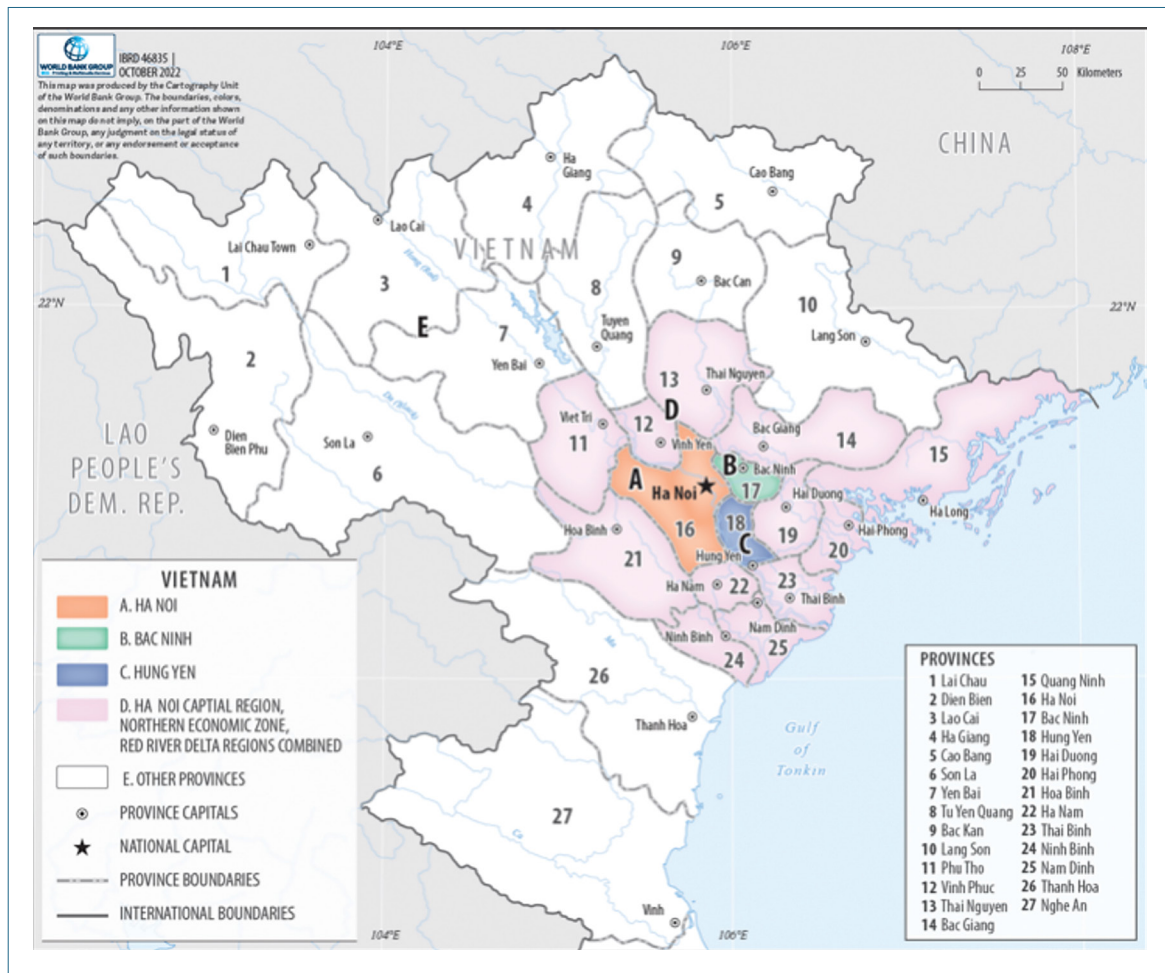 WORLD BANK GROUP
IBRD 46835 |
OCTOBER 2022
This map was produced by the Cartography Unit
of the World Bank Group. The boundaries, colors,
denominations and any other information shown
on this map do not imply, on the part of the World
Bank Group, any judgment on the legal status of
any territory, or any endorsement or acceptance
of such boundaries.
104°E
106°E
108°E
0 25 50 Kilometers
CHINA
VIETNAM
LAO
PEOPLE'S
DEM. REP.
22°N
22°N
Ha
Giang
4
Cao Bang
5
Lao Cai
Lai Chau Town
1
3
9
Bac Can
8
10
Lang Son
E
7
Tuyen
Quang
Yen Bai
2
Dien
Bien Phu
Son La
6
13
Thai Nguyen
D
Viet Tri
11
12
Vinh Yen
Bac Giang
14
15
A
Ha Noi
B
Bac Ninh
17
Hai Duong
Ha Long
Hoa Binh
16
18
C
19
Hai Phong
20
21
Hung Yen
Ha Nam
22
23
Thai Binh
Ninh Binh
Nam Dinh
24
25
Ma
26
Thanh Hoa
Gulf
of
Tonkin
27
Ca
Vinh
104°E
106°E
VIETNAM
A. HA NOI
B. BAC NINH
C. HUNG YEN
D. HA NOI CAPTIAL REGION,
NORTHERN ECONOMIC ZONE,
RED RIVER DELTA REGIONS COMBINED
E. OTHER PROVINCES
PROVINCE CAPITALS
NATIONAL CAPITAL
PROVINCE BOUNDARIES
INTERNATIONAL BOUNDARIES
PROVINCES
1 Lai Chau
2 Dien Bien
3 Lao Cai
4 Ha Giang
5 Cao Bang
6 Son La
7 Yen Bai
8 Tu Yen Quang
9 Bac Kan
10 Lang Son
11 Phu Tho
12 Vinh Phuc
13 Thai Nguyen
14 Bac Giang
15 Quang Ninh
16 Ha Noi
17 Bac Ninh
18 Hung Yen
19 Hai Duong
20 Hai Phong
21 Hoa Binh
22 Ha Nam
23 Thai Binh
24 Ninh Binh
25 Nam Dinh
26 Thanh Hoa
27 Nghe An